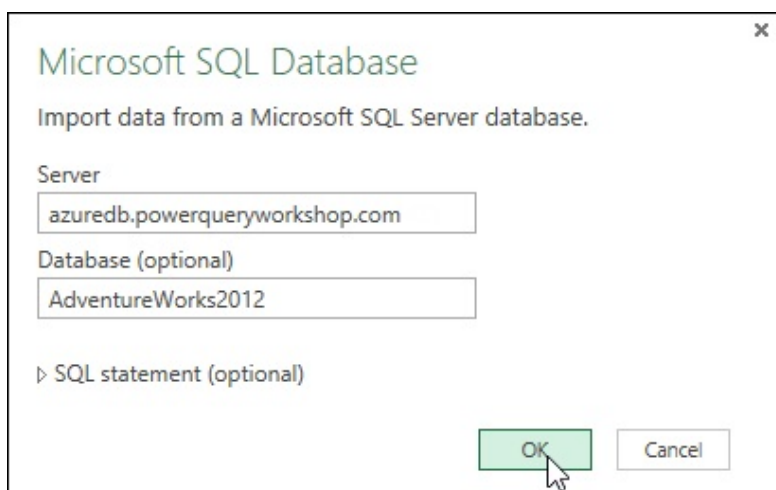 Microsoft SQL Database
Import data from a Microsoft SQL Server database.
Server
azuredb.powerqueryworkshop.com
Database (optional)
AdventureWorks2012
SQL statement (optional)
OK
Cancel